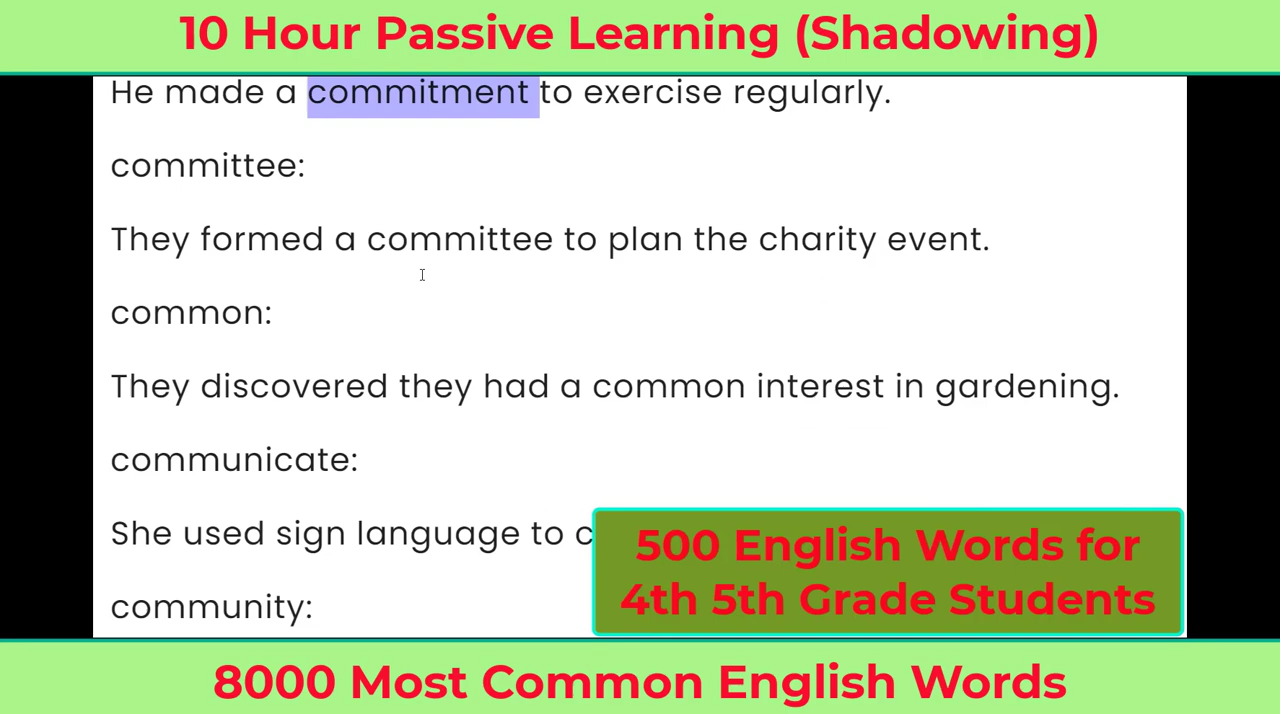 10 Hour Passive Learning (Shadowing)
He made a commitment to exercise regularly.
committee:
They formed a committee to plan the charity event.
common:
They discovered they had a common interest in gardening.
communicate:
She used sign language to
community:
500 English Words for
4th 5th Grade Students
8000 Most Common English Words